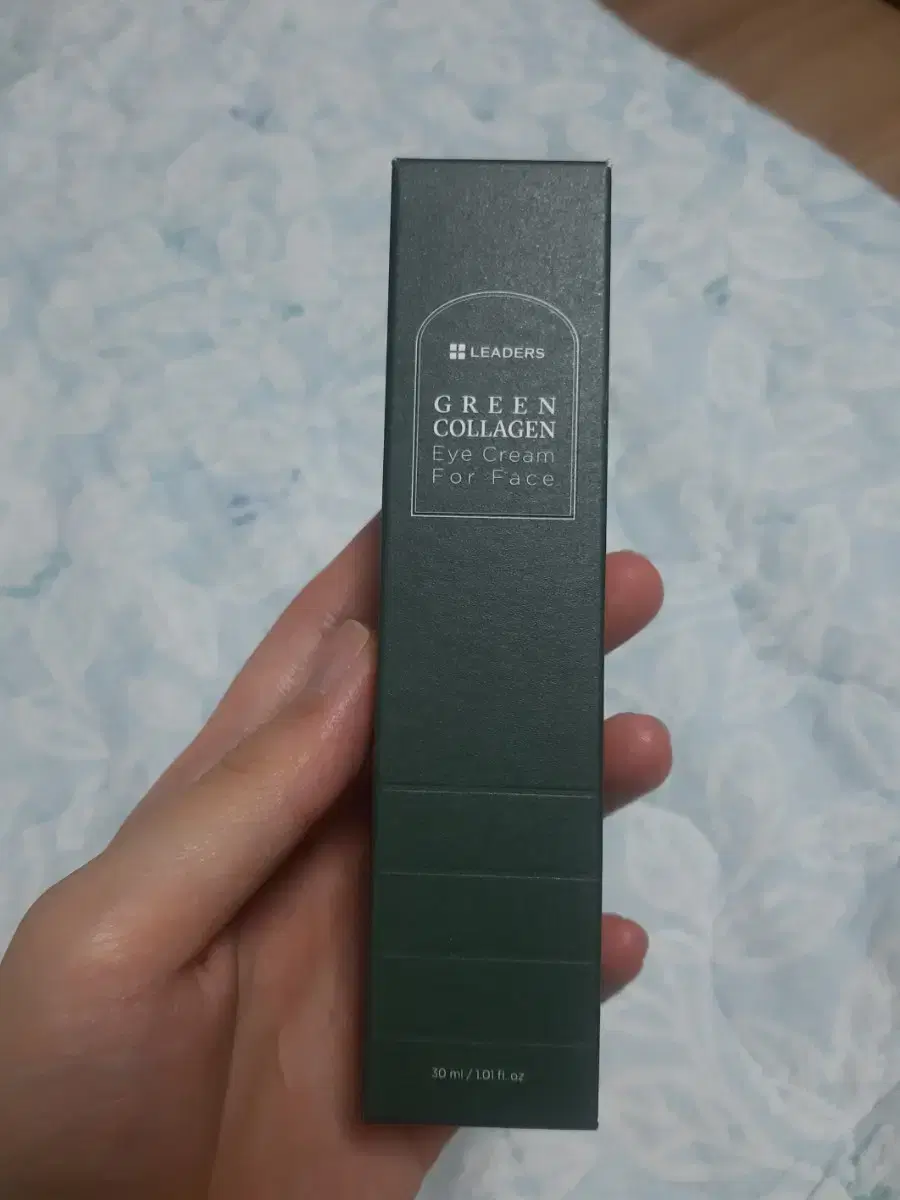 LEADERS
GREEN
COLLAGEN
Eye Cream
For Face
30 ml / 1.01 fl. oz